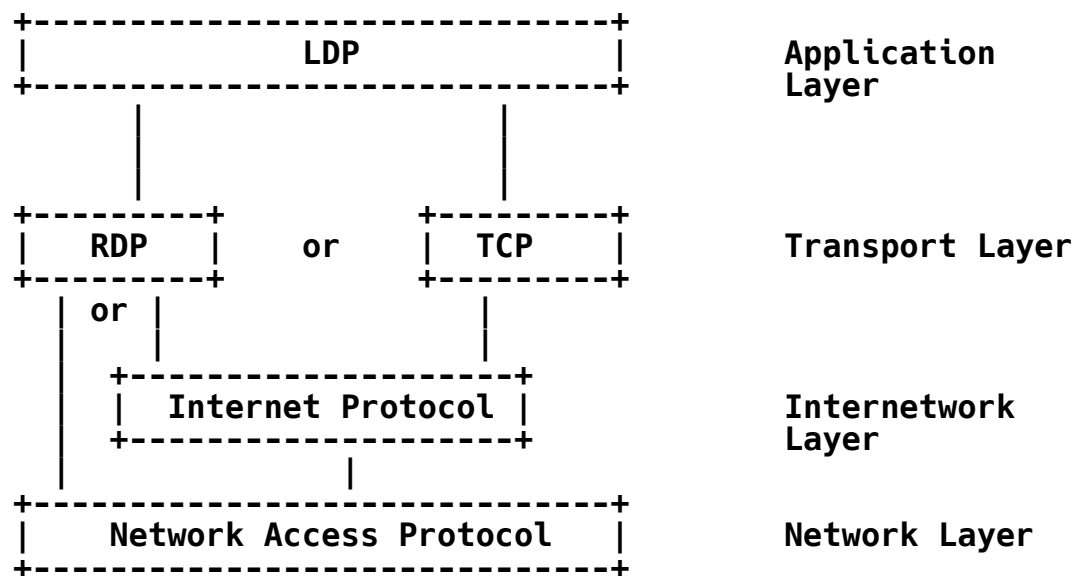 LDP Application
Layer
RDP or TCP Transport Layer
or
Internet Protocol Internetwork
Layer
Network Access Protocol Network Layer